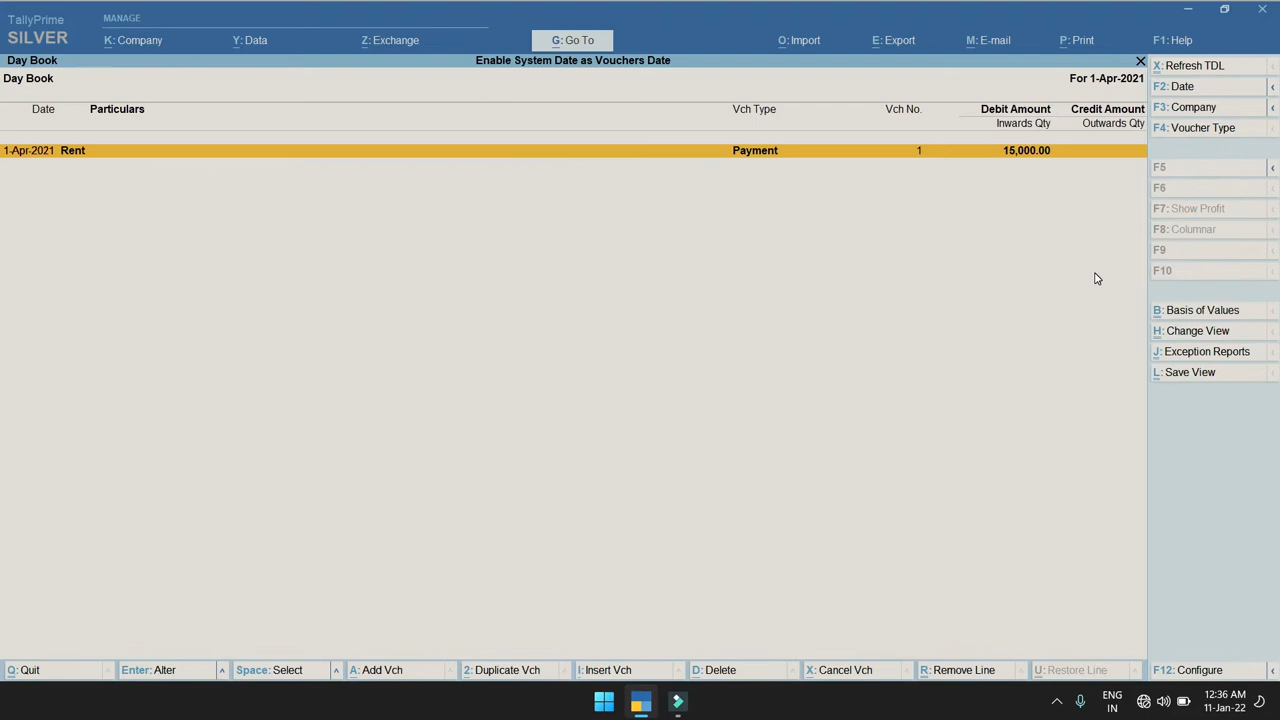 TallyPrime
SILVER
MANAGE
K: Company
Y: Data
Z: Exchange
G: Go To
O: Import
E: Export
M: E-mail
P: Print
F1: Help
Day Book
Enable System Date as Vouchers Date
Day Book
For 1-Apr-2021
Date
Particulars
Vch Type
Vch No.
Debit Amount
Credit Amount
Inwards Qty
Outwards Qty
1-Apr-2021 Rent Payment 1 15,000.00
X: Refresh TDL
F2: Date
F3: Company
F4: Voucher Type
F5
F6
F7: Show Profit
F8: Columnar
F9
F10
B: Basis of Values
H: Change View
J: Exception Reports
L: Save View
Q: Quit
Enter: Alter
Space: Select
A: Add Vch
2: Duplicate Vch
I: Insert Vch
D: Delete
X: Cancel Vch
R: Remove Line
U: Restore Line
F12: Configure
ENG
IN
12:36 AM
11-Jan-22